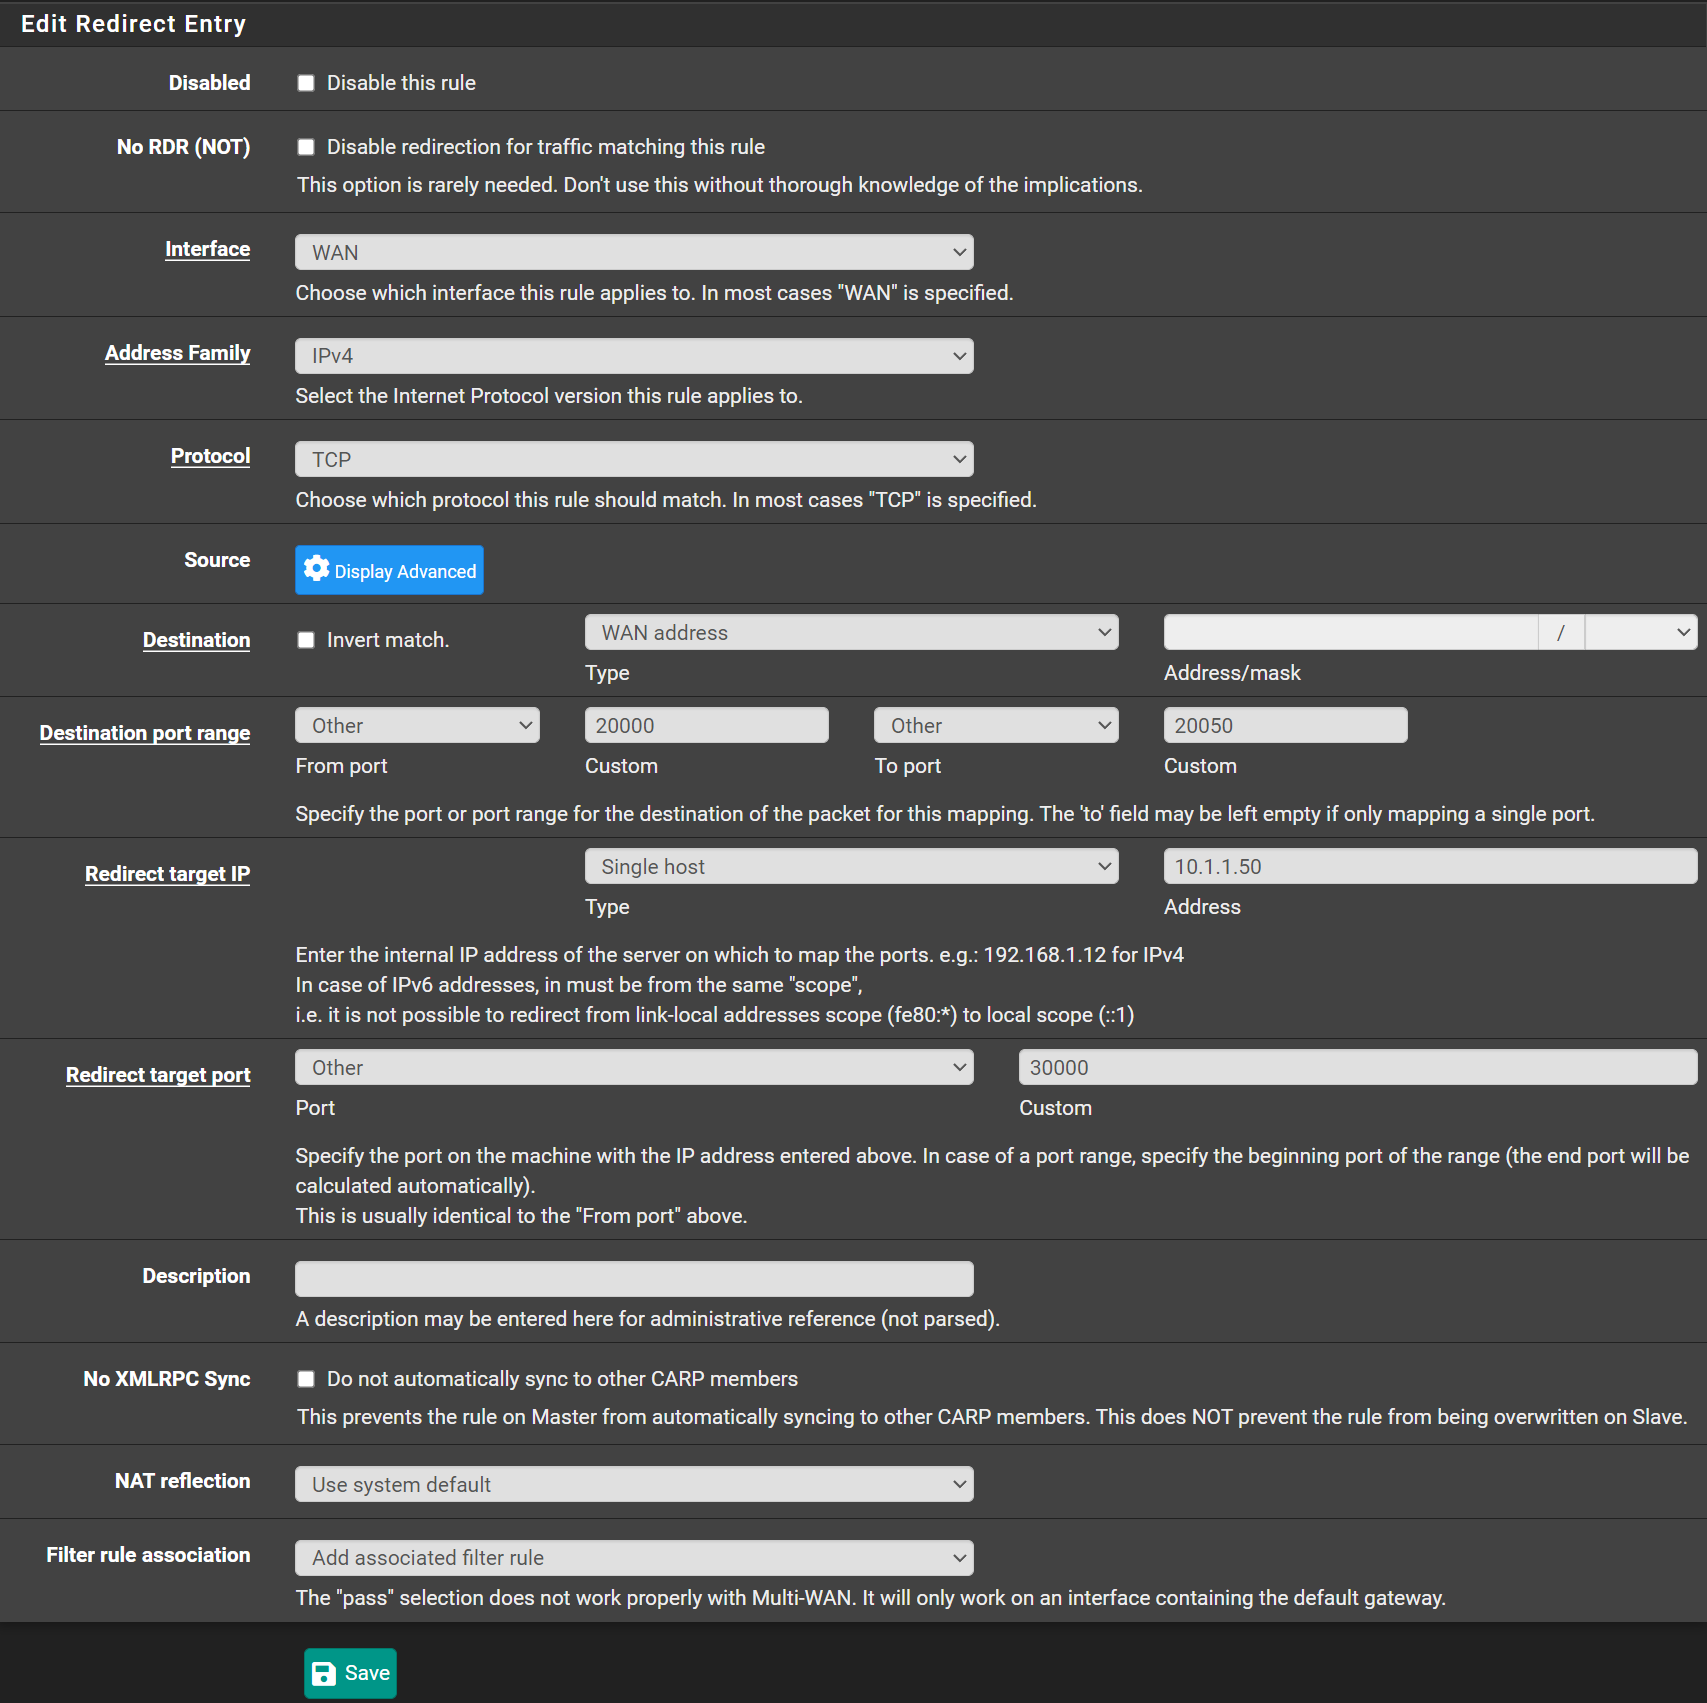 Edit Redirect Entry
Disabled
Disable this rule
No RDR (NOT)
Disable redirection for traffic matching this rule
This option is rarely needed. Don't use this without thorough knowledge of the implications.
Interface
WAN
Choose which interface this rule applies to. In most cases "WAN" is specified.
Address Family
IPv4
Select the Internet Protocol version this rule applies to.
Protocol
TCP
Choose which protocol this rule should match. In most cases "TCP" is specified.
Source
Display Advanced
Destination
Invert match.
WAN address
/
Type
Address/mask
Destination port range
Other
20000
Other
20050
From port
Custom
To port
Custom
Specify the port or port range for the destination of the packet for this mapping. The 'to' field may be left empty if only mapping a single port.
Redirect target IP
Single host
10.1.1.50
Type
Address
Enter the internal IP address of the server on which to map the ports. e.g.: 192.168.1.12 for IPv4
In case of IPv6 addresses, in must be from the same "scope",
i.e. it is not possible to redirect from link-local addresses scope (fe80:*) to local scope (::1)
Redirect target port
Other
30000
Port
Custom
Specify the port on the machine with the IP address entered above. In case of a port range, specify the beginning port of the range (the end port will be
calculated automatically).
This is usually identical to the "From port" above.
Description
A description may be entered here for administrative reference (not parsed).
No XMLRPC Sync
Do not automatically sync to other CARP members
This prevents the rule on Master from automatically syncing to other CARP members. This does NOT prevent the rule from being overwritten on Slave.
NAT reflection
Use system default
Filter rule association
Add associated filter rule
The "pass" selection does not work properly with Multi-WAN. It will only work on an interface containing the default gateway.
Save